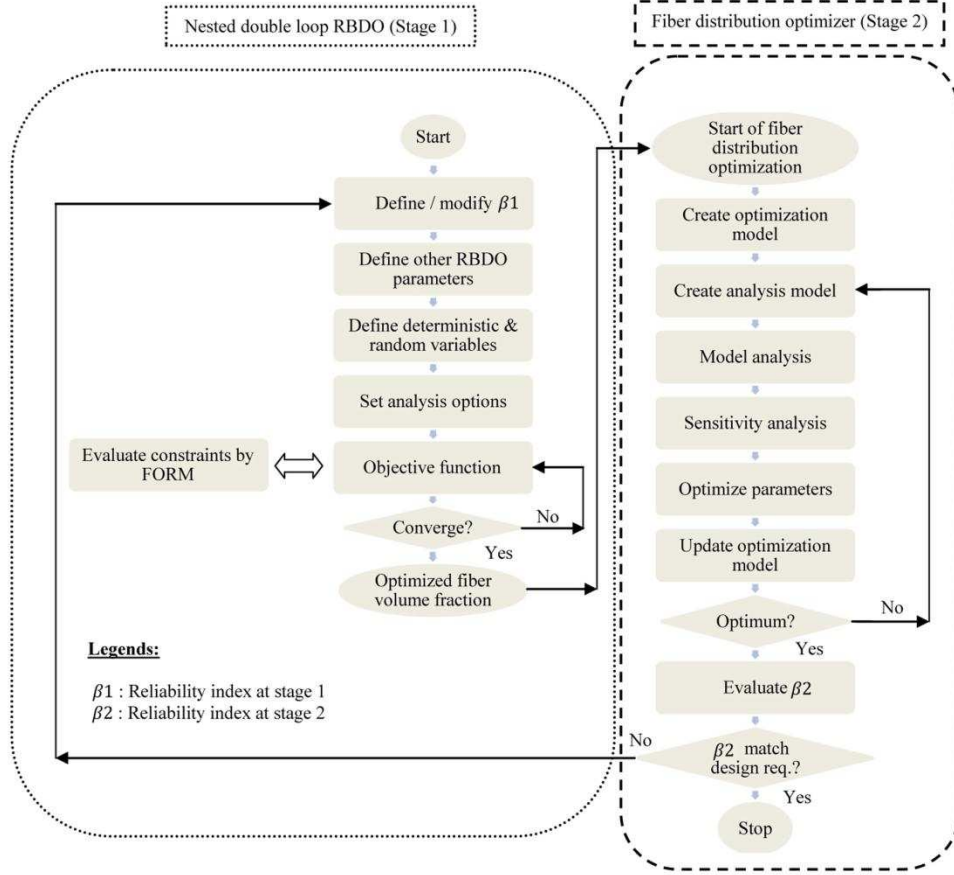 Nested double loop RBDO (Stage 1)
Start
Define / modify β1
Define other RBDO
parameters
Define deterministic &
random variables
Set analysis options
Evaluate constraints by
FORM
Objective function
Converge?
No
Yes
Optimized fiber
volume fraction
Legends:
β1 : Reliability index at stage 1
β2 : Reliability index at stage 2
Fiber distribution optimizer (Stage 2)
Start of fiber
distribution
optimization
Create optimization
model
Create analysis model
Model analysis
Sensitivity analysis
Optimize parameters
Update optimization
model
Optimum?
No
Yes
Evaluate β2
β2 match
design req.?
No
Yes
Stop